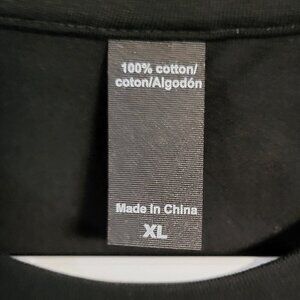 100% cotton/
coton/Algodón
Made in China
XL